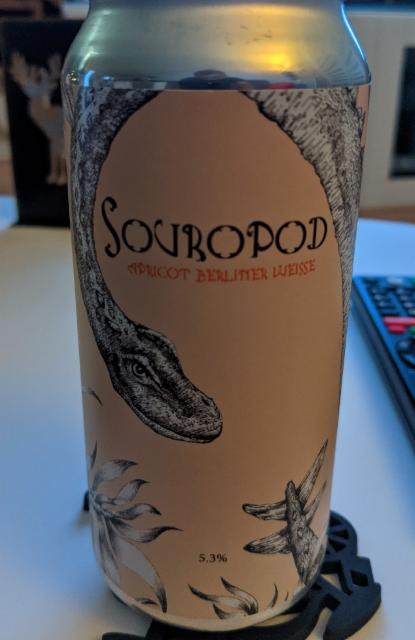 SOUROPOD
APRICOT BERLINER WEISSE
5.3%